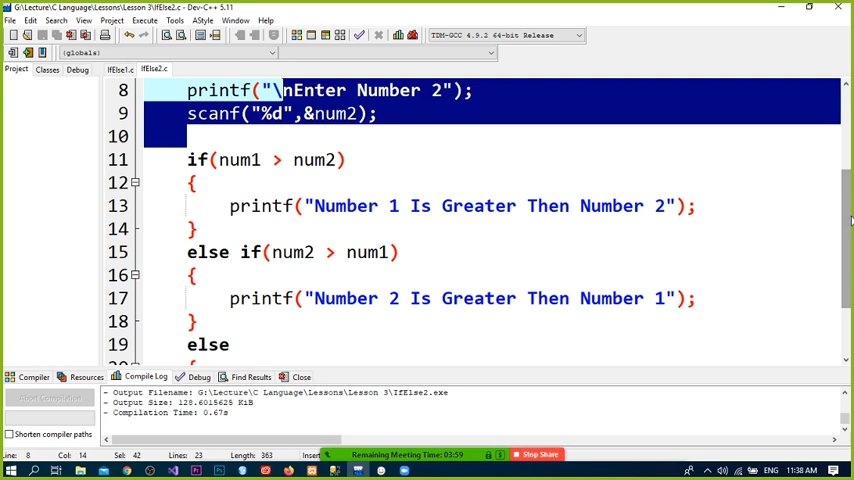 G:\Lecture\C Language\Lessons\Lesson 3\IfElse2.c - Dev-C++ 5.11
File Edit Search View Project Execute Tools AStyle Window Help
TDM-GCC 4.9.2 64-bit Release
(globals)
Project Classes Debug IfElse1.c IfElse2.c
8 printf("\nEnter Number 2");
9 scanf("%d",&num2);
10
11 if(num1 > num2)
12 {
13 printf("Number 1 Is Greater Then Number 2");
14 }
15 else if(num2 > num1)
16 {
17 printf("Number 2 Is Greater Then Number 1");
18 }
19 else
20 {
Compiler Resources Compile Log Debug Find Results Close
Abort Compilation
Shorten compiler paths
- Output Filename: G:\Lecture\C Language\Lessons\Lesson 3\IfElse2.exe
- Output Size: 128.6015625 KiB
- Compilation Time: 0.67s
Line: 8 Col: 14 Sel: 42 Lines: 23 Length: 363 Insert
Remaining Meeting Time: 03:59 Stop Share
ENG 11:38 AM